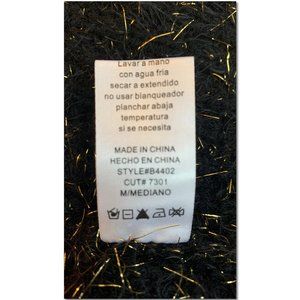 Lavar a mano
con agua fria
secar a extendido
no usar blanqueador
planchar abaja
temperatura
si se necesita
MADE IN CHINA
HECHO EN CHINA
STYLE#B4402
CUT# 7301
M/MEDIANO